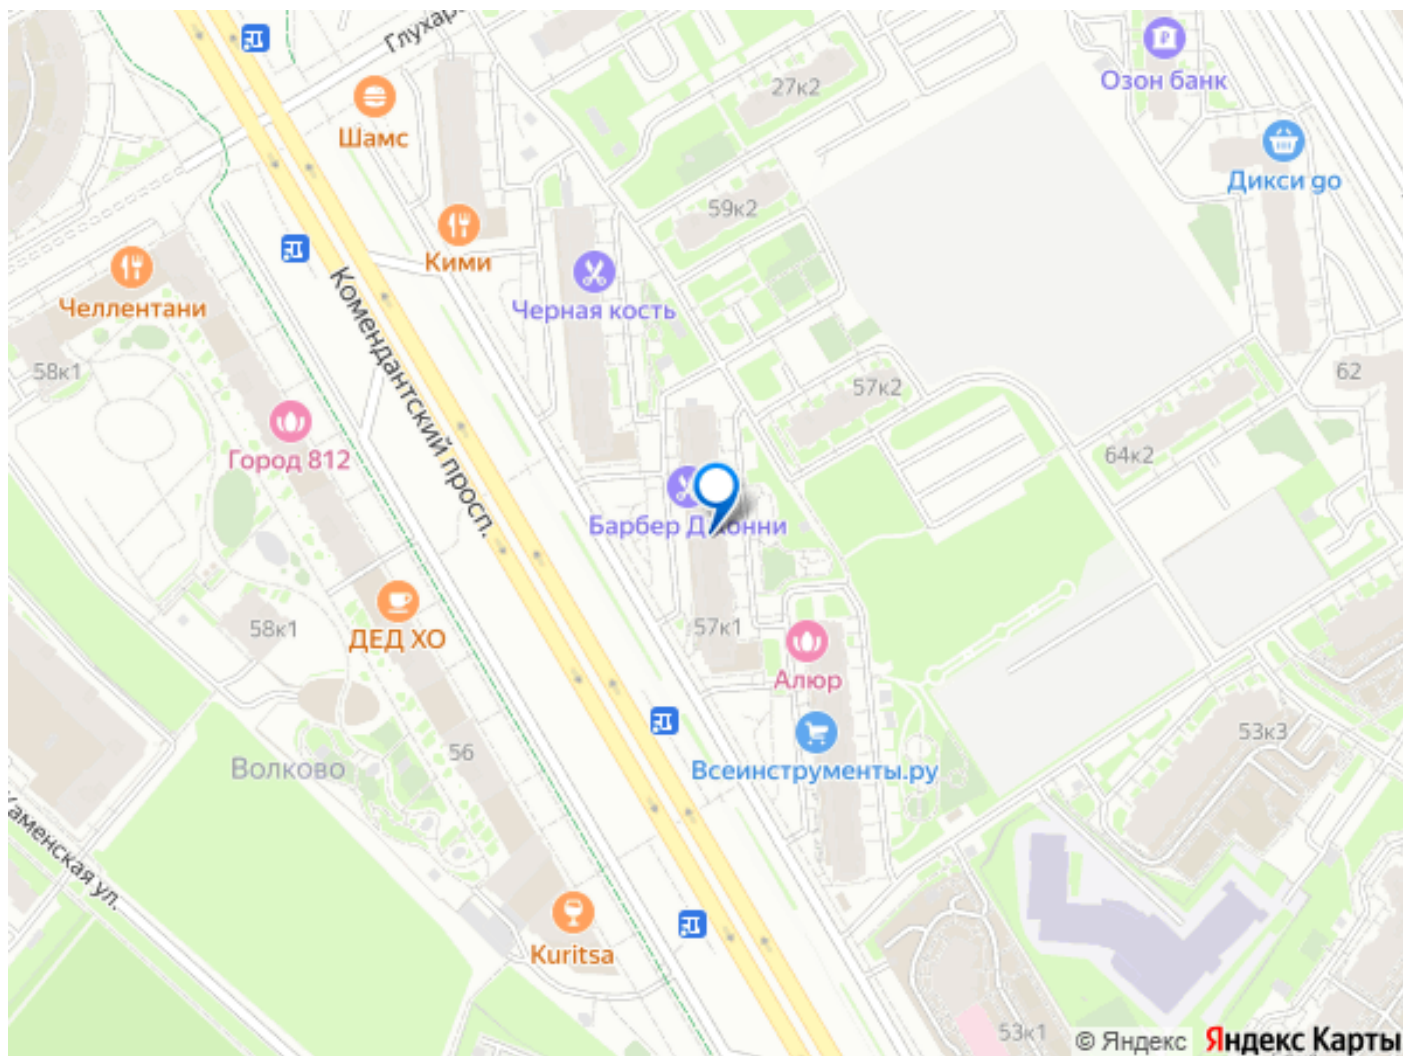 Глухар
Озон банк
27к2
Шамс
Дикси go
59к2
Кими
Челлентани
Черная кость
Комендантский просп.
58к1
57к2
62
Город 812
64к2
Барбер Д онни
58к1
57к1
ДЕД ХО
Алюр
53к3
56
Волково
Всеинструменты.ру
аменская ул.
Kuritsa
53к1
© Яндекс
Яндекс Карты